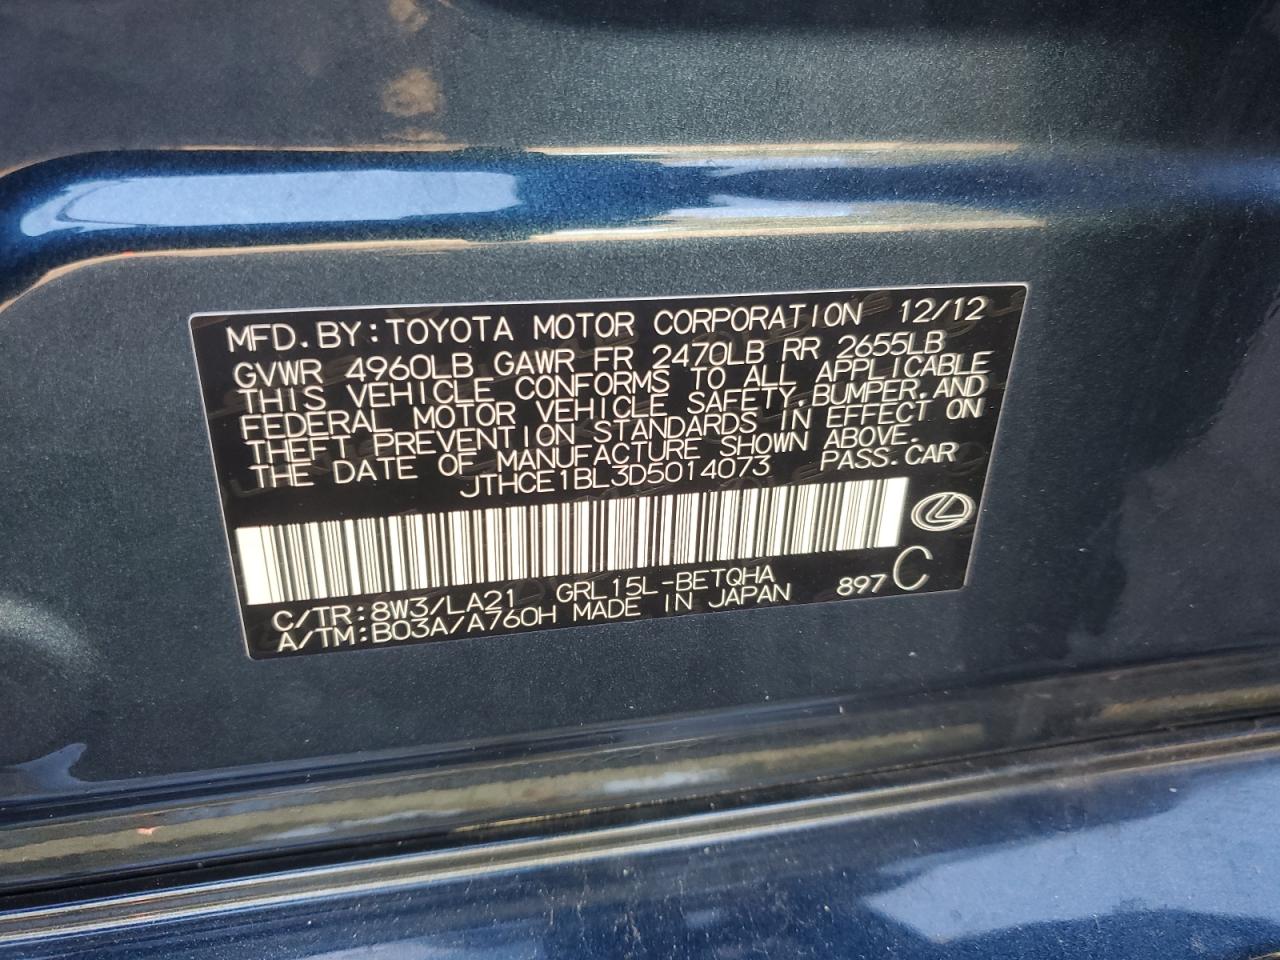 MFD.BY:TOYOTA MOTOR CORPORATION 12/12
GVWR 4960LB GAWR FR 2470LB RR 2655LB
THIS VEHICLE CONFORMS TO ALL APPLICABLE
FEDERAL MOTOR VEHICLE SAFETY,BUMPER,AND
THEFT PREVENTION STANDARDS IN EFFECT ON
THE DATE OF MANUFACTURE SHOWN ABOVE.
JTHCE1BL3D5014073 PASS.CAR
C/TR:8W3/LA21 GRL15L-BETQHA 897 C
A/TM:B03A/A760H MADE IN JAPAN